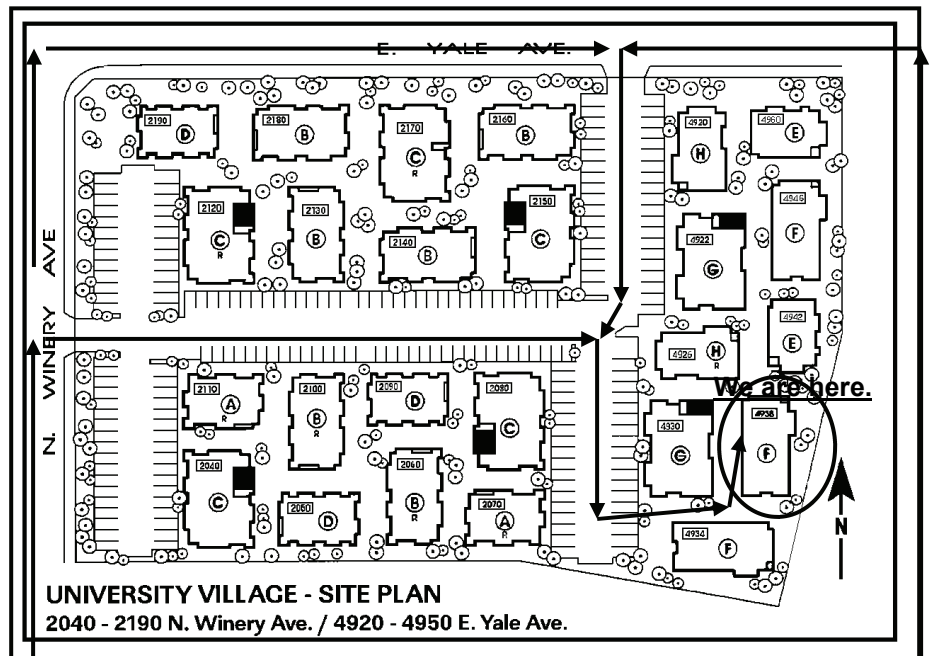 E. YALE AVE.
2190 D
2180 B
2170 C R
2160 B
4920 H
4960 E
2120 C R
2130 B
2140 B
2150 C
4922 G
4946 F
N. WINERY AVE
4926 H R
4942 E
We are here.
2110 A R
2100 B R
2090 D
2080 C
4930 G
4938 F
2040 C
2050 D
2060 B R
2070 A R
4934 F
N
UNIVERSITY VILLAGE - SITE PLAN
2040 - 2190 N. Winery Ave. / 4920 - 4950 E. Yale Ave.